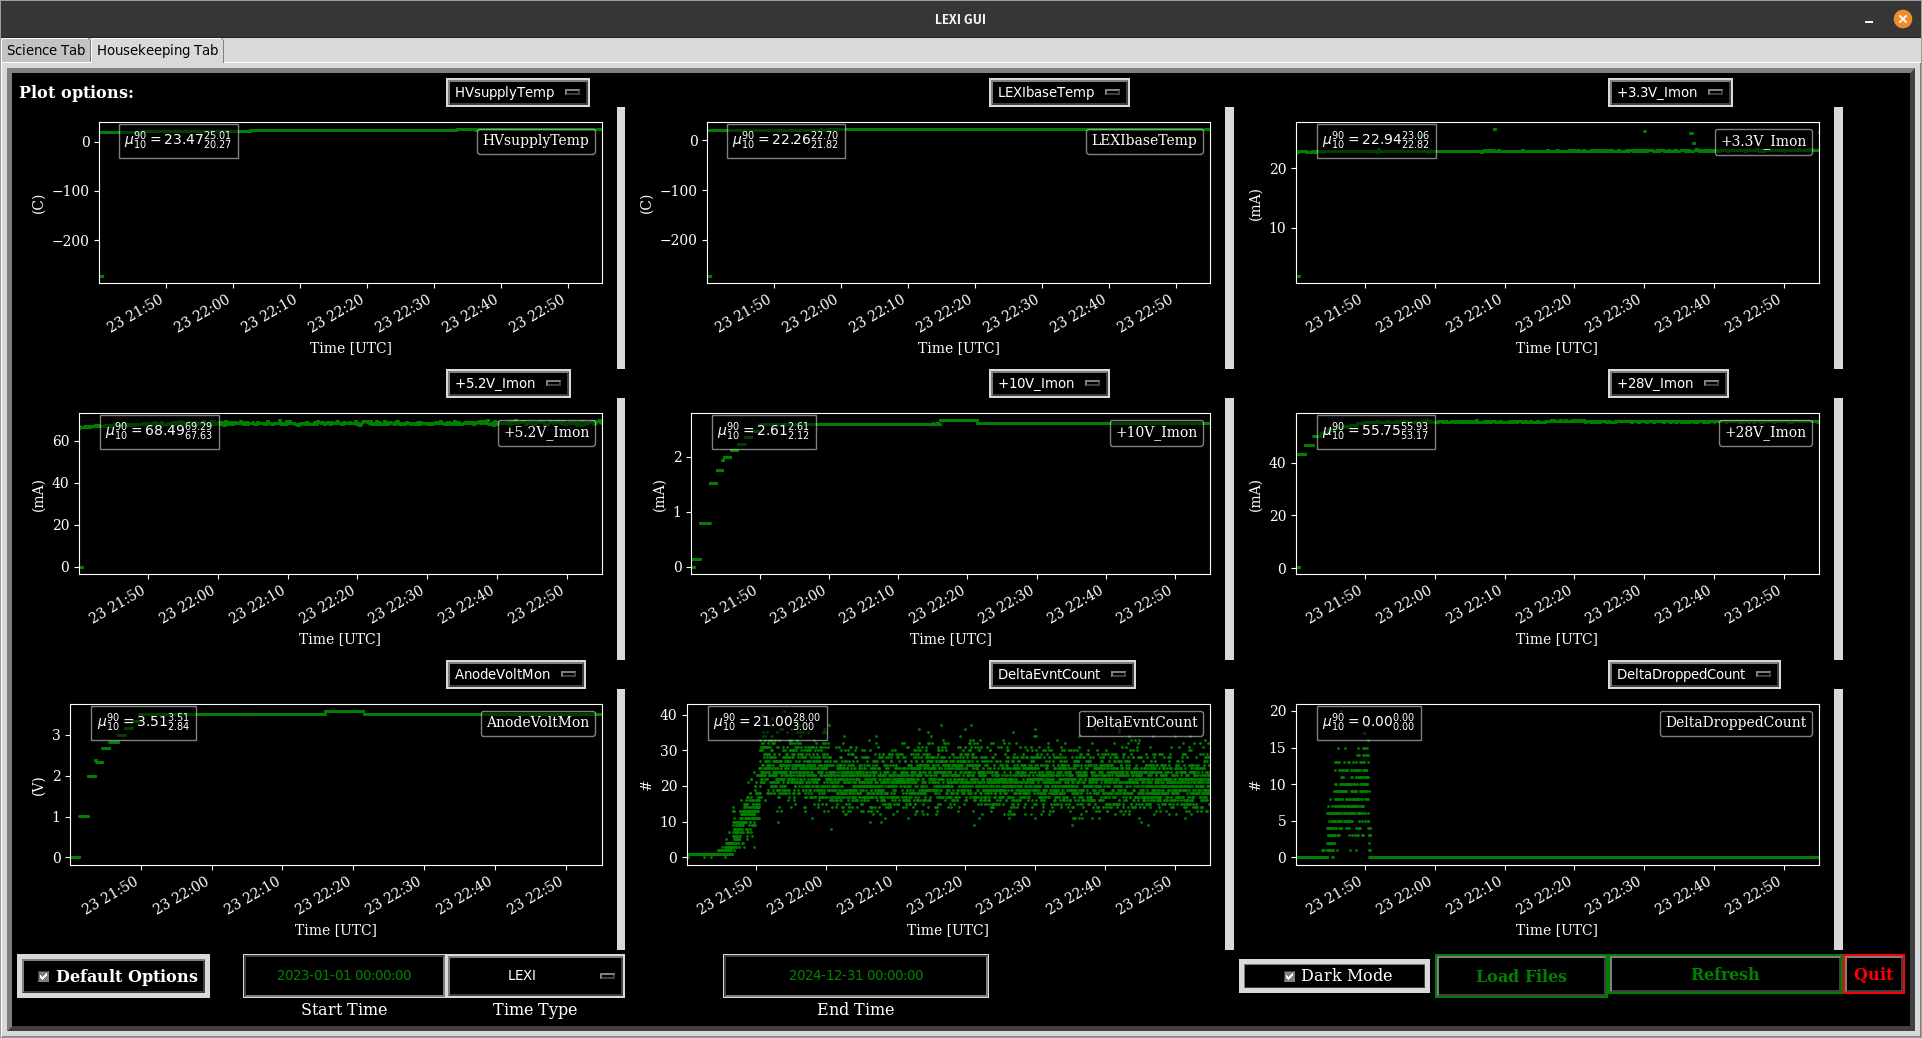 LEXI GUI
Science Tab Housekeeping Tab
Plot options:
HVsupplyTemp
LEXIbaseTemp
+3.3V_Imon
μ 90 10 = 23.47 25.01 20.27
HVsupplyTemp
0
−100
−200
(C)
23 21:50 23 22:00 23 22:10 23 22:20 23 22:30 23 22:40 23 22:50
Time [UTC]
μ 90 10 = 22.26 22.70 21.82
LEXIbaseTemp
0
−100
−200
(C)
23 21:50 23 22:00 23 22:10 23 22:20 23 22:30 23 22:40 23 22:50
Time [UTC]
μ 90 10 = 22.94 23.06 22.82
+3.3V_Imon
20
10
(mA)
23 21:50 23 22:00 23 22:10 23 22:20 23 22:30 23 22:40 23 22:50
Time [UTC]
+5.2V_Imon
+10V_Imon
+28V_Imon
μ 90 10 = 68.49 69.29 67.63
+5.2V_Imon
60
40
20
0
(mA)
23 21:50 23 22:00 23 22:10 23 22:20 23 22:30 23 22:40 23 22:50
Time [UTC]
μ 90 10 = 2.61 2.61 2.12
+10V_Imon
2
1
0
(mA)
23 21:50 23 22:00 23 22:10 23 22:20 23 22:30 23 22:40 23 22:50
Time [UTC]
μ 90 10 = 55.75 55.93 53.17
+28V_Imon
40
20
0
(mA)
23 21:50 23 22:00 23 22:10 23 22:20 23 22:30 23 22:40 23 22:50
Time [UTC]
AnodeVoltMon
DeltaEvntCount
DeltaDroppedCount
μ 90 10 = 3.51 3.51 2.84
AnodeVoltMon
3
2
1
0
(V)
23 21:50 23 22:00 23 22:10 23 22:20 23 22:30 23 22:40 23 22:50
Time [UTC]
μ 90 10 = 21.00 28.00 3.00
DeltaEvntCount
40
30
20
10
0
#
23 21:50 23 22:00 23 22:10 23 22:20 23 22:30 23 22:40 23 22:50
Time [UTC]
μ 90 10 = 0.00 0.00 0.00
DeltaDroppedCount
20
15
10
5
0
#
23 21:50 23 22:00 23 22:10 23 22:20 23 22:30 23 22:40 23 22:50
Time [UTC]
Default Options
2023-01-01 00:00:00
LEXI
2024-12-31 00:00:00
Dark Mode
Load Files
Refresh
Quit
Start Time
Time Type
End Time